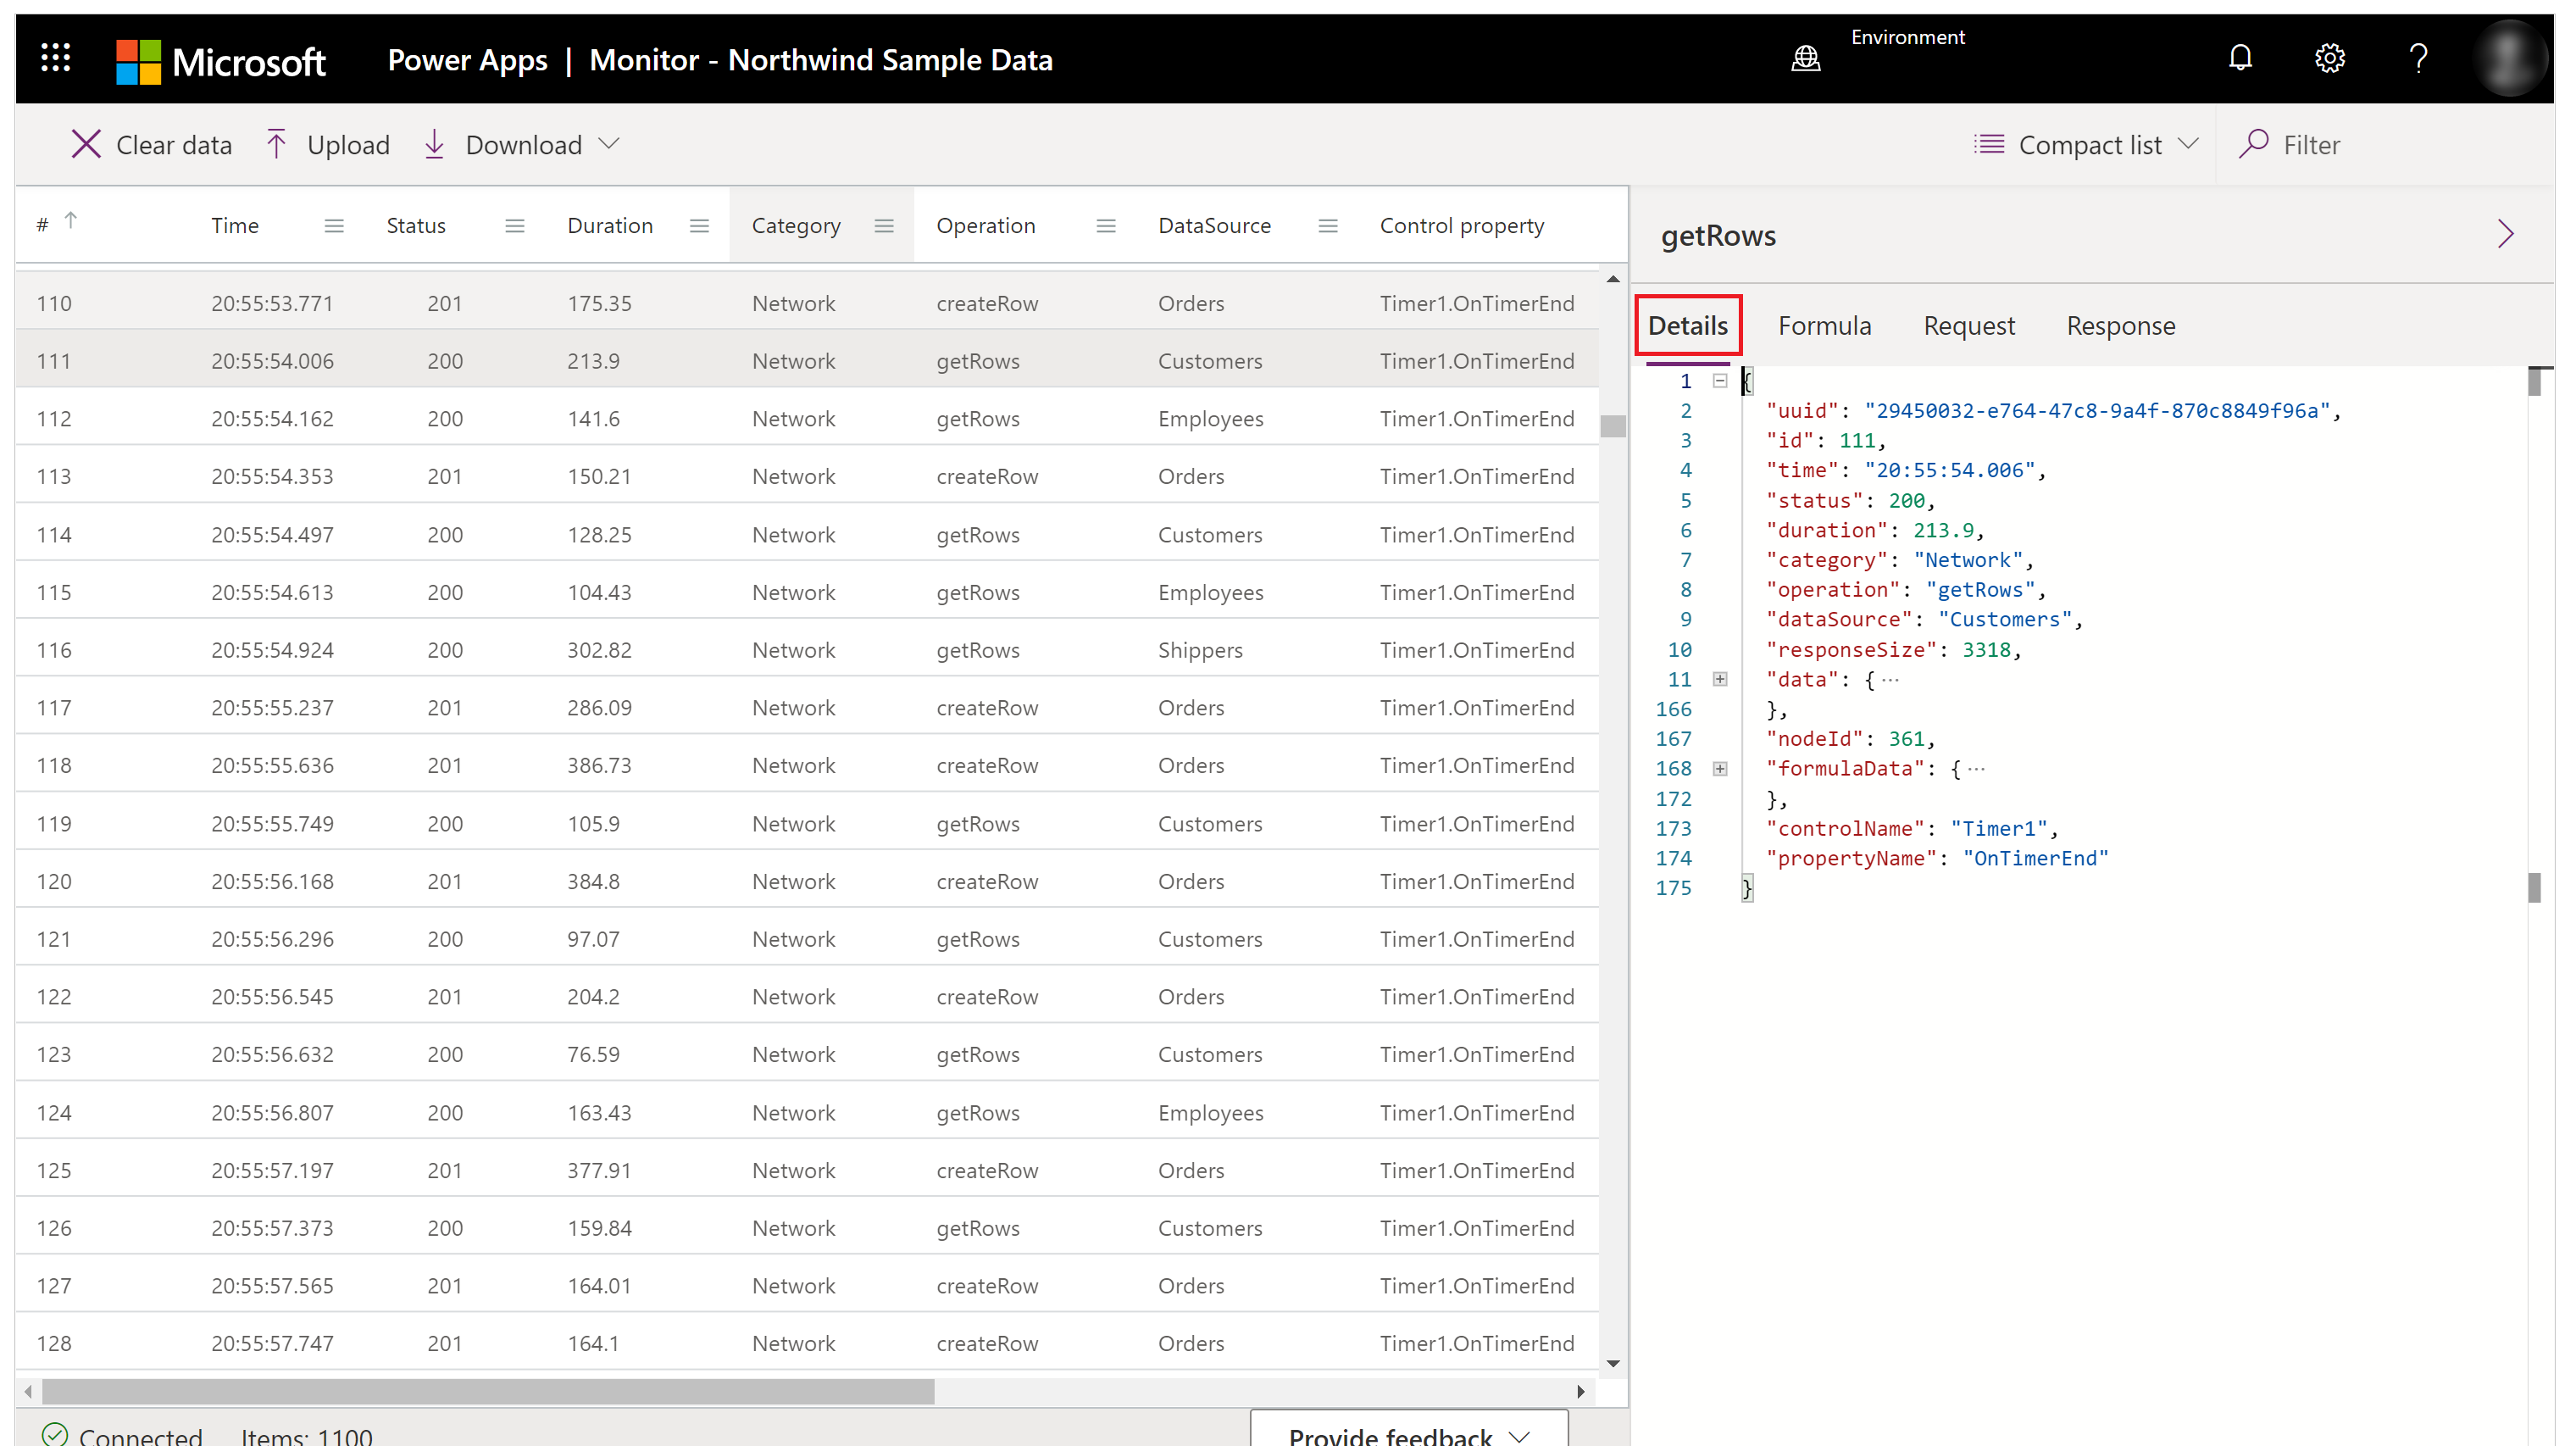 Microsoft Power Apps | Monitor - Northwind Sample Data Environment
Clear data Upload Download Compact list Filter
# Time Status Duration Category Operation DataSource Control property
110 20:55:53.771 201 175.35 Network createRow Orders Timer1.OnTimerEnd
111 20:55:54.006 200 213.9 Network getRows Customers Timer1.OnTimerEnd
112 20:55:54.162 200 141.6 Network getRows Employees Timer1.OnTimerEnd
113 20:55:54.353 201 150.21 Network createRow Orders Timer1.OnTimerEnd
114 20:55:54.497 200 128.25 Network getRows Customers Timer1.OnTimerEnd
115 20:55:54.613 200 104.43 Network getRows Employees Timer1.OnTimerEnd
116 20:55:54.924 200 302.82 Network getRows Shippers Timer1.OnTimerEnd
117 20:55:55.237 201 286.09 Network createRow Orders Timer1.OnTimerEnd
118 20:55:55.636 201 386.73 Network createRow Orders Timer1.OnTimerEnd
119 20:55:55.749 200 105.9 Network getRows Customers Timer1.OnTimerEnd
120 20:55:56.168 201 384.8 Network createRow Orders Timer1.OnTimerEnd
121 20:55:56.296 200 97.07 Network getRows Customers Timer1.OnTimerEnd
122 20:55:56.545 201 204.2 Network createRow Orders Timer1.OnTimerEnd
123 20:55:56.632 200 76.59 Network getRows Customers Timer1.OnTimerEnd
124 20:55:56.807 200 163.43 Network getRows Employees Timer1.OnTimerEnd
125 20:55:57.197 201 377.91 Network createRow Orders Timer1.OnTimerEnd
126 20:55:57.373 200 159.84 Network getRows Customers Timer1.OnTimerEnd
127 20:55:57.565 201 164.01 Network createRow Orders Timer1.OnTimerEnd
128 20:55:57.747 201 164.1 Network createRow Orders Timer1.OnTimerEnd
Connected Items: 1100 Provide feedback
getRows
Details Formula Request Response
1 {
2 "uuid": "29450032-e764-47c8-9a4f-870c8849f96a",
3 "id": 111,
4 "time": "20:55:54.006",
5 "status": 200,
6 "duration": 213.9,
7 "category": "Network",
8 "operation": "getRows",
9 "dataSource": "Customers",
10 "responseSize": 3318,
11 "data": { ···
166 },
167 "nodeId": 361,
168 "formulaData": { ···
172 },
173 "controlName": "Timer1",
174 "propertyName": "OnTimerEnd"
175 }